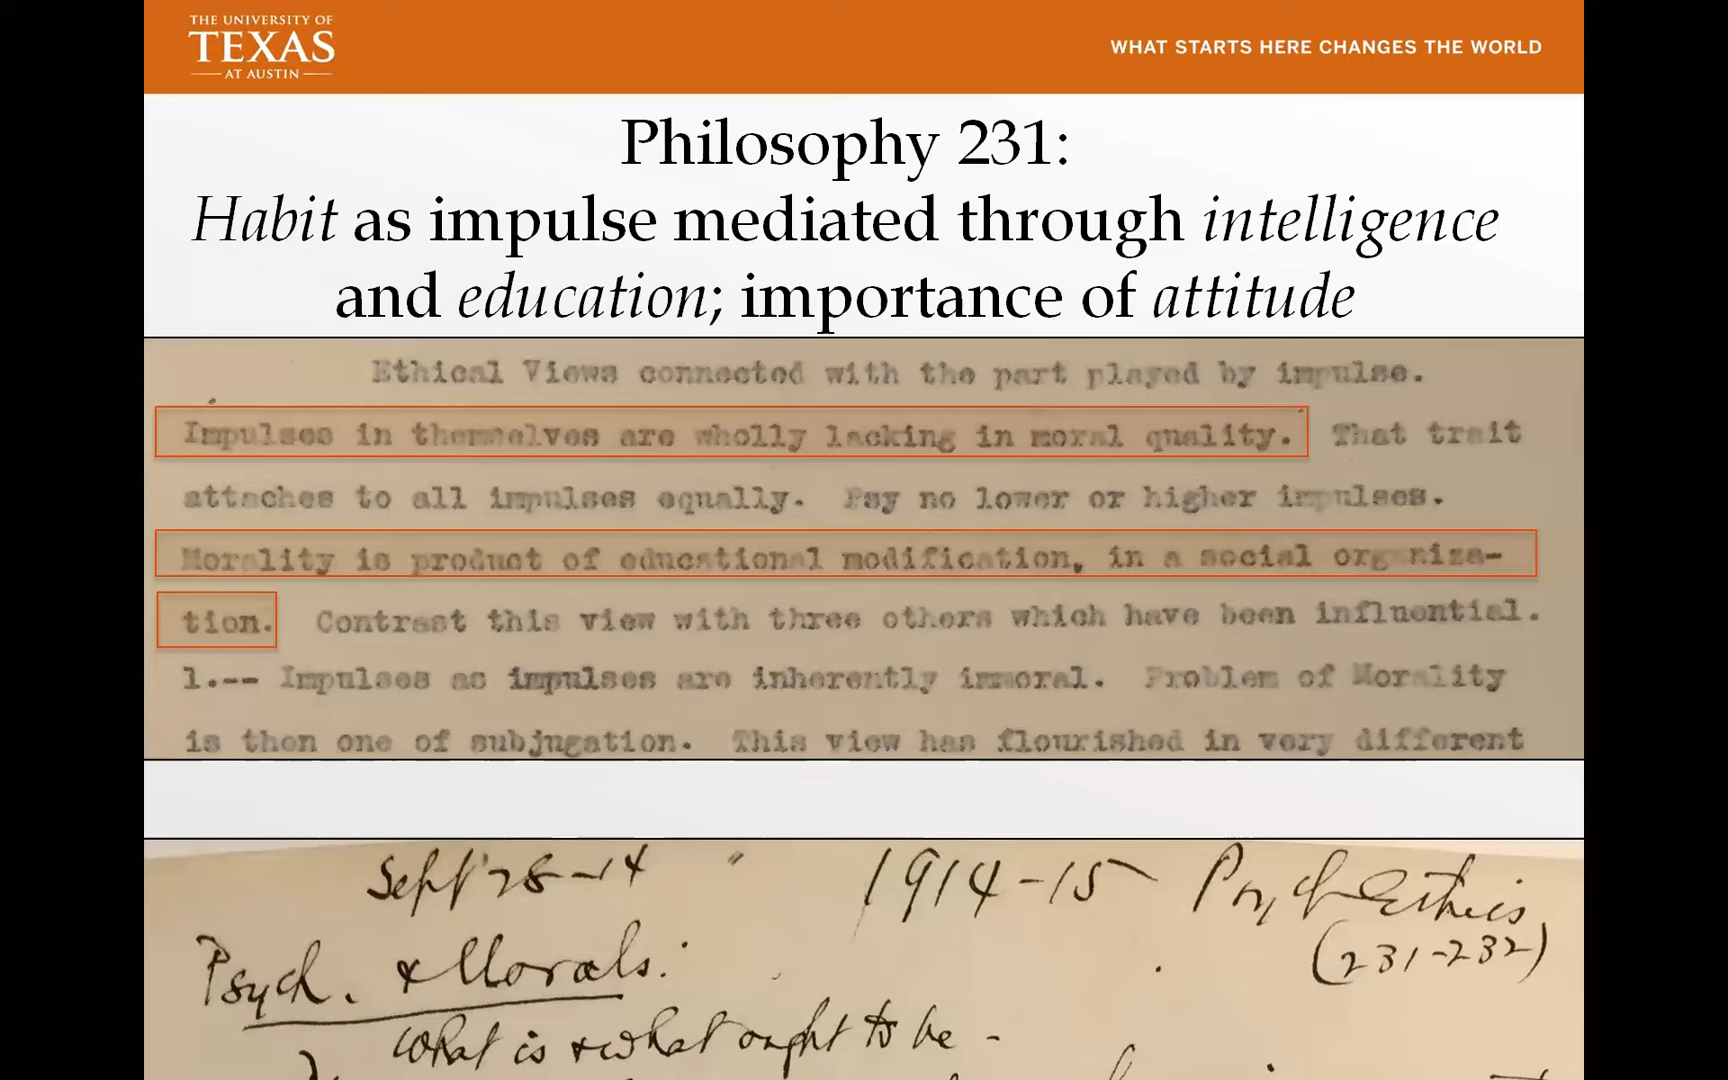 THE UNIVERSITY OF
TEXAS
AT AUSTIN
WHAT STARTS HERE CHANGES THE WORLD
Philosophy 231:
Habit as impulse mediated through intelligence
and education; importance of attitude
Ethical Views connected with the part played by impulse.
Impulses in themselves are wholly lacking in moral quality. That trait
attaches to all impulses equally. Psy no lower or higher impulses.
Morality is product of educational modification, in a social organiza-
tion. Contrast this view with three others which have been influential.
1.-- Impulses as impulses are inherently immoral. Problem of Morality
is then one of subjugation. This view has flourished in very different
Sept 28-14 " 1914-15 Psy of Ethics
(231-232)
Psych. & Morals.
What is & what ought to be -